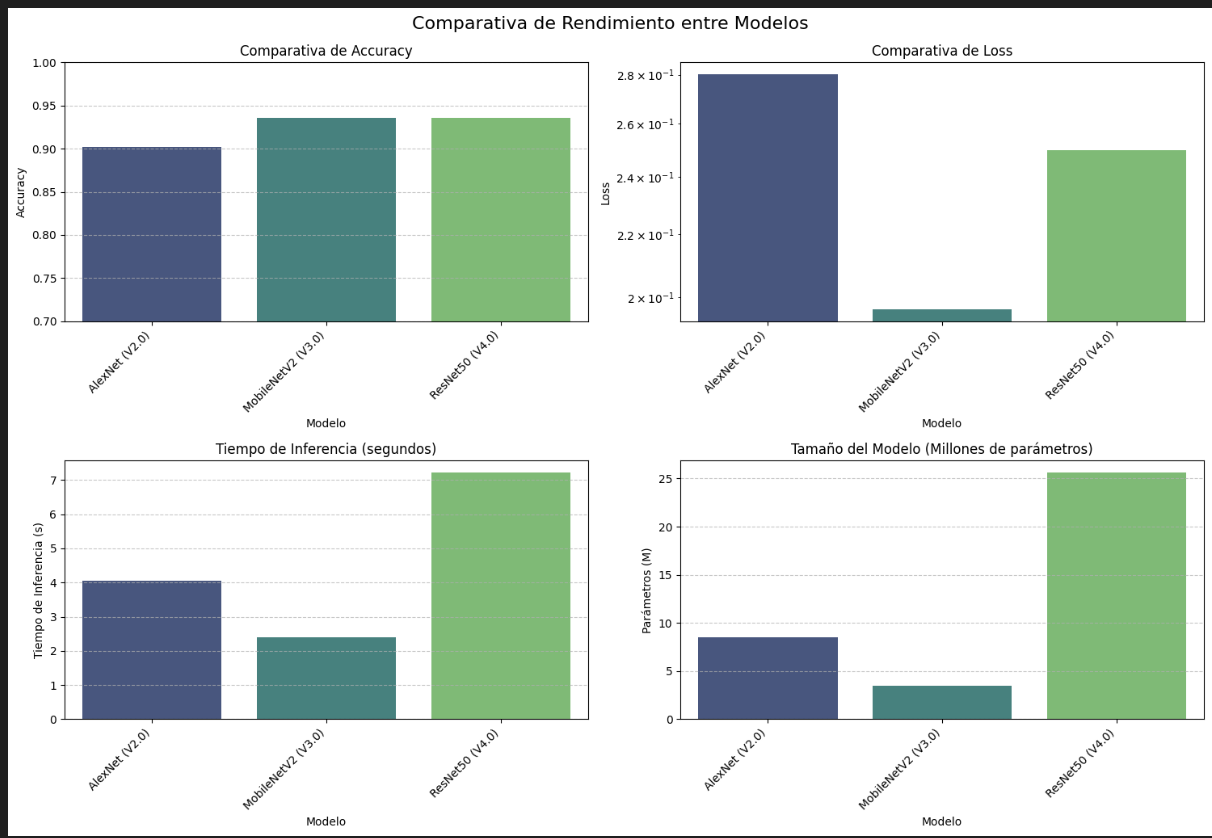 Comparativa de Rendimiento entre Modelos
Comparativa de Accuracy
1.00
0.95
0.90
0.85
0.80
0.75
0.70
Accuracy
AlexNet (V2.0)
MobileNetV2 (V3.0)
ResNet50 (V4.0)
Modelo
Comparativa de Loss
2.8 × 10⁻¹
2.6 × 10⁻¹
2.4 × 10⁻¹
2.2 × 10⁻¹
2 × 10⁻¹
Loss
AlexNet (V2.0)
MobileNetV2 (V3.0)
ResNet50 (V4.0)
Modelo
Tiempo de Inferencia (segundos)
7
6
5
4
3
2
1
0
Tiempo de Inferencia (s)
AlexNet (V2.0)
MobileNetV2 (V3.0)
ResNet50 (V4.0)
Modelo
Tamaño del Modelo (Millones de parámetros)
25
20
15
10
5
0
Parámetros (M)
AlexNet (V2.0)
MobileNetV2 (V3.0)
ResNet50 (V4.0)
Modelo